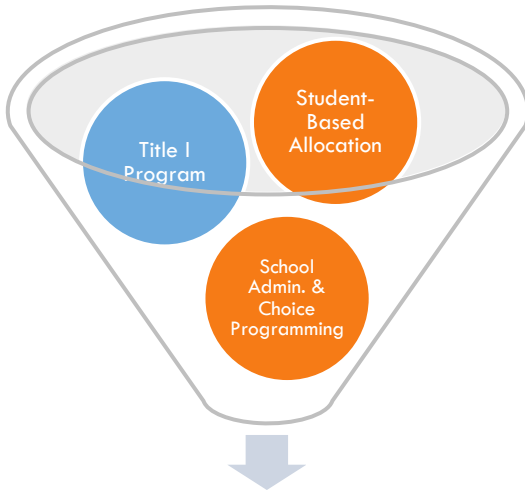 Student-
Based
Allocation
Title I
Program
School
Admin. &
Choice
Programming